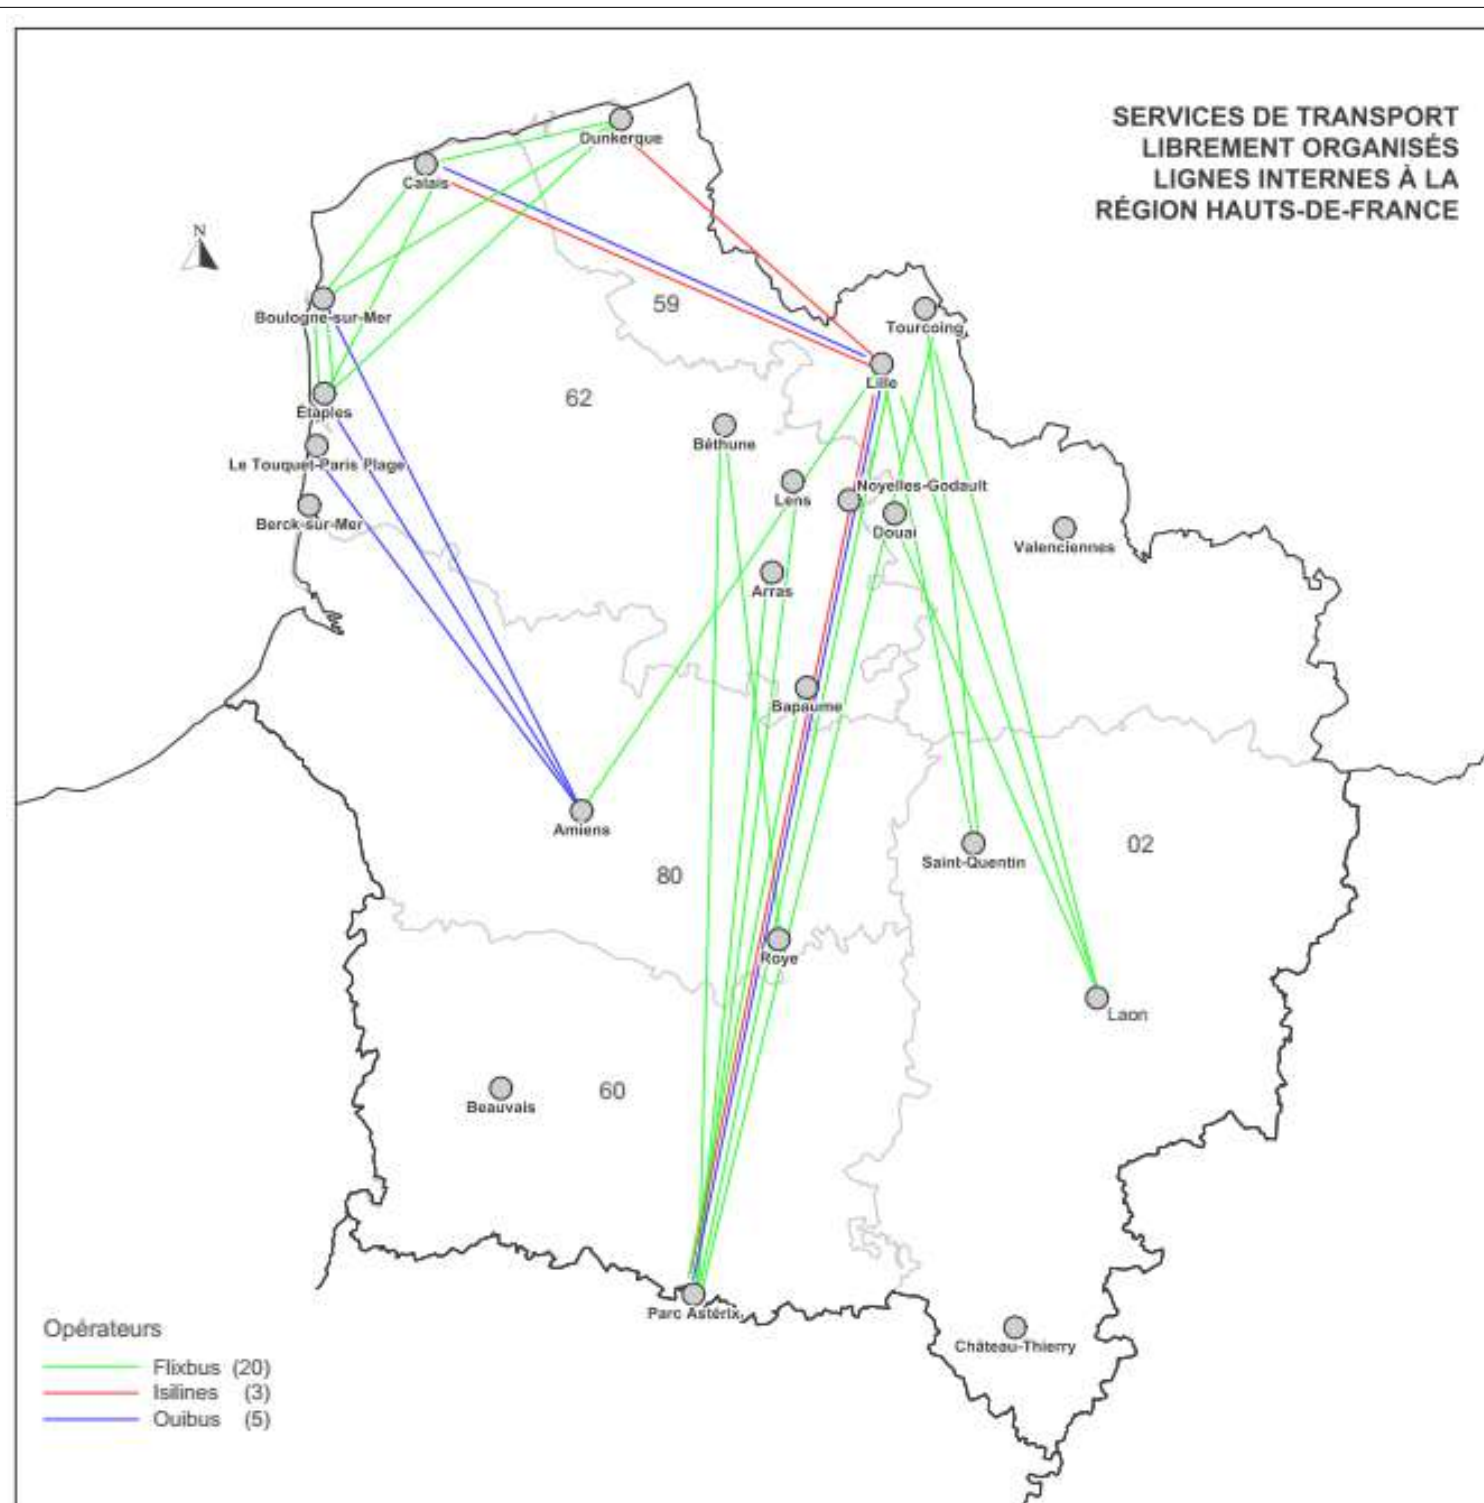 SERVICES DE TRANSPORT
LIBREMENT ORGANISÉS
LIGNES INTERNES À LA
RÉGION HAUTS-DE-FRANCE
Dunkerque
Calais
N
59
Boulogne-sur-Mer
Tourcoing
Lille
62
Étaples
Béthune
Le Touquet-Paris Plage
Noyelles-Godault
Lens
Berck-sur-Mer
Douai
Valenciennes
Arras
Bapaume
Amiens
Saint-Quentin
02
80
Roye
Laon
60
Beauvais
Parc Astérix
Château-Thierry
Opérateurs
Flixbus (20)
Isilines (3)
Ouibus (5)